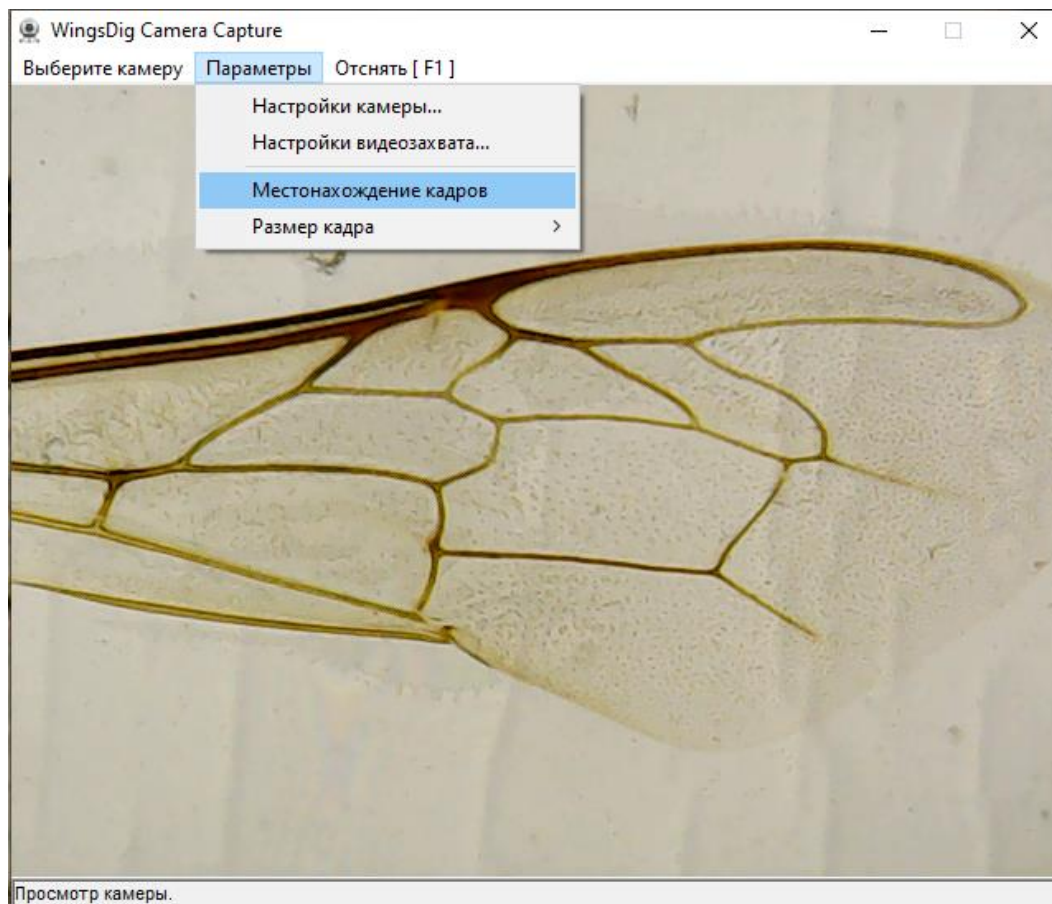 WingsDig Camera Capture
Выберите камеру Параметры Отснять [ F1 ]
Настройки камеры...
Настройки видеозахвата...
Местонахождение кадров
Размер кадра
Просмотр камеры.